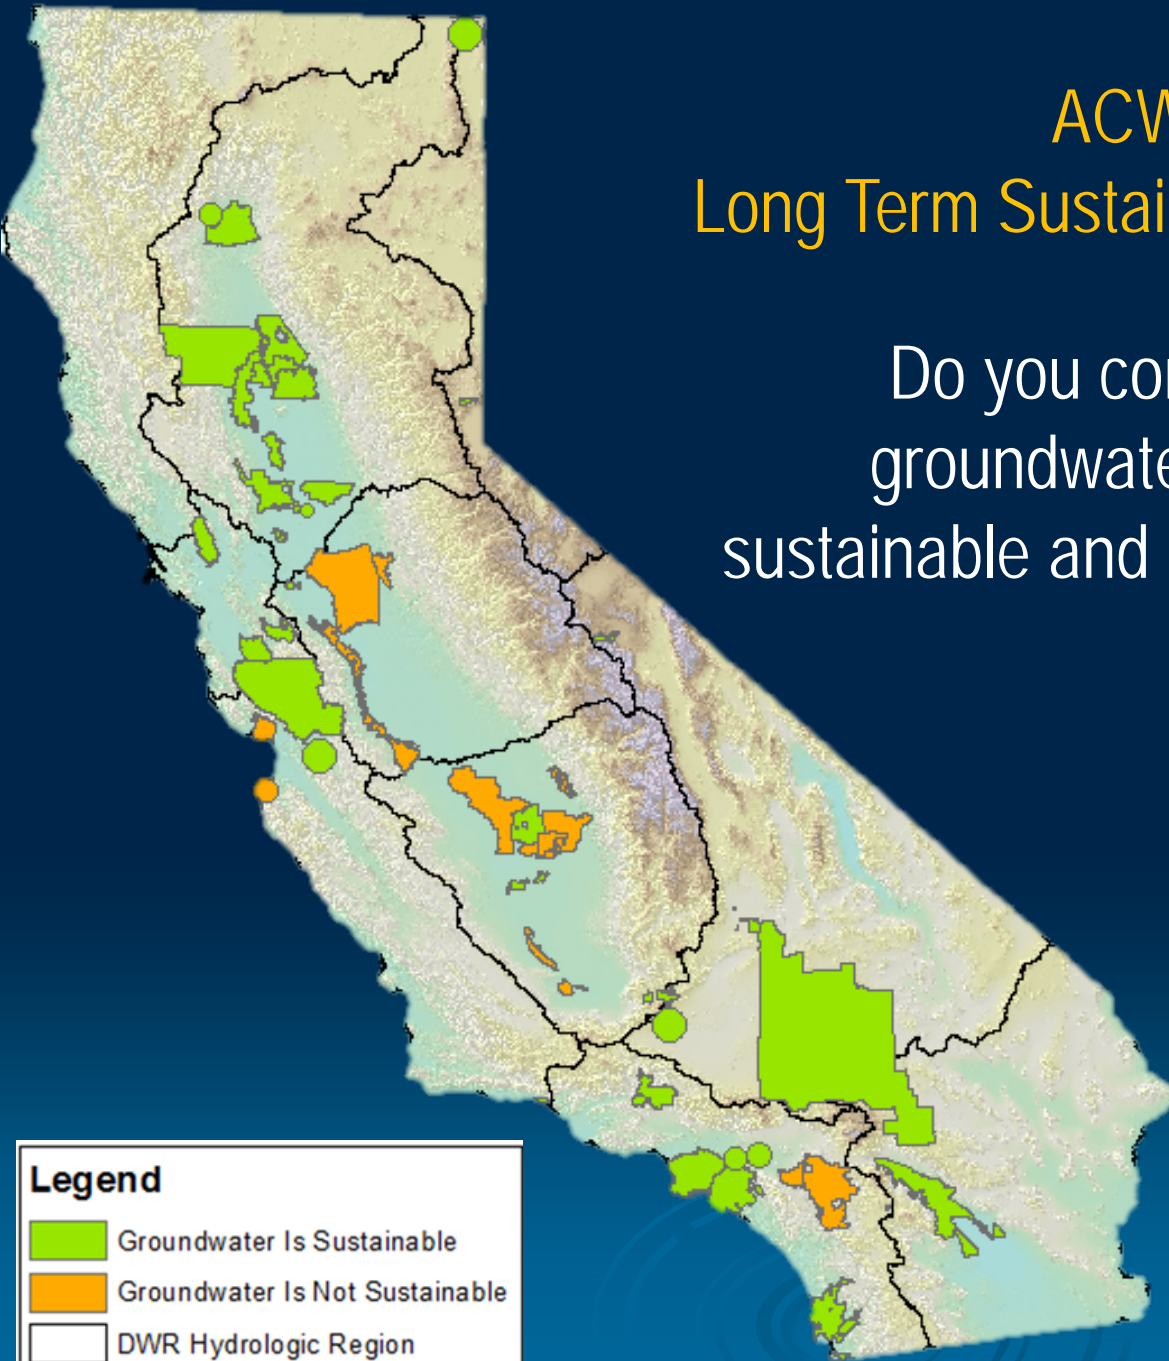 ACW
Long Term Sustai
Do you co
groundwate
sustainable and
Legend
Groundwater Is Sustainable
Groundwater Is Not Sustainable
DWR Hydrologic Region